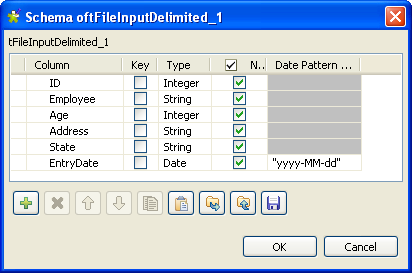 Schema oftFileInputDelimited_1
tFileInputDelimited_1
Column Key Type N.. Date Pattern ...
ID Integer
Employee String
Age Integer
Address String
State String
EntryDate Date "yyyy-MM-dd"
OK Cancel